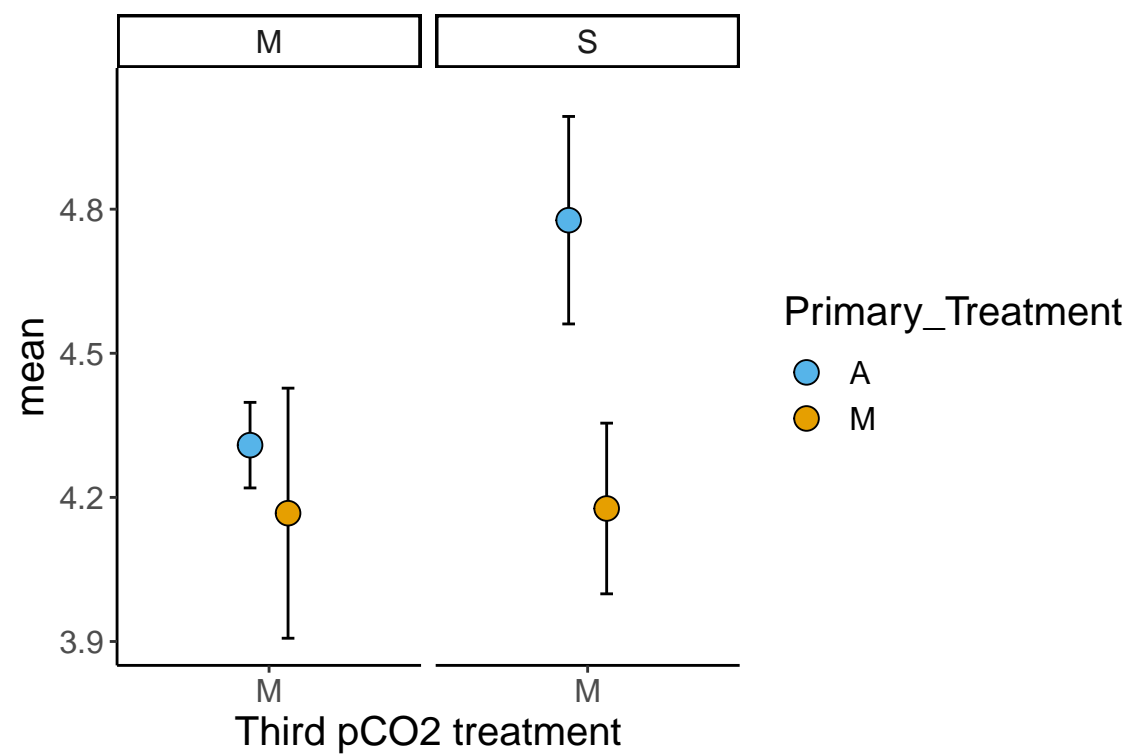 M
S
4.8
4.5
4.2
3.9
mean
M
M
Third pCO2 treatment
Primary_Treatment
A
M